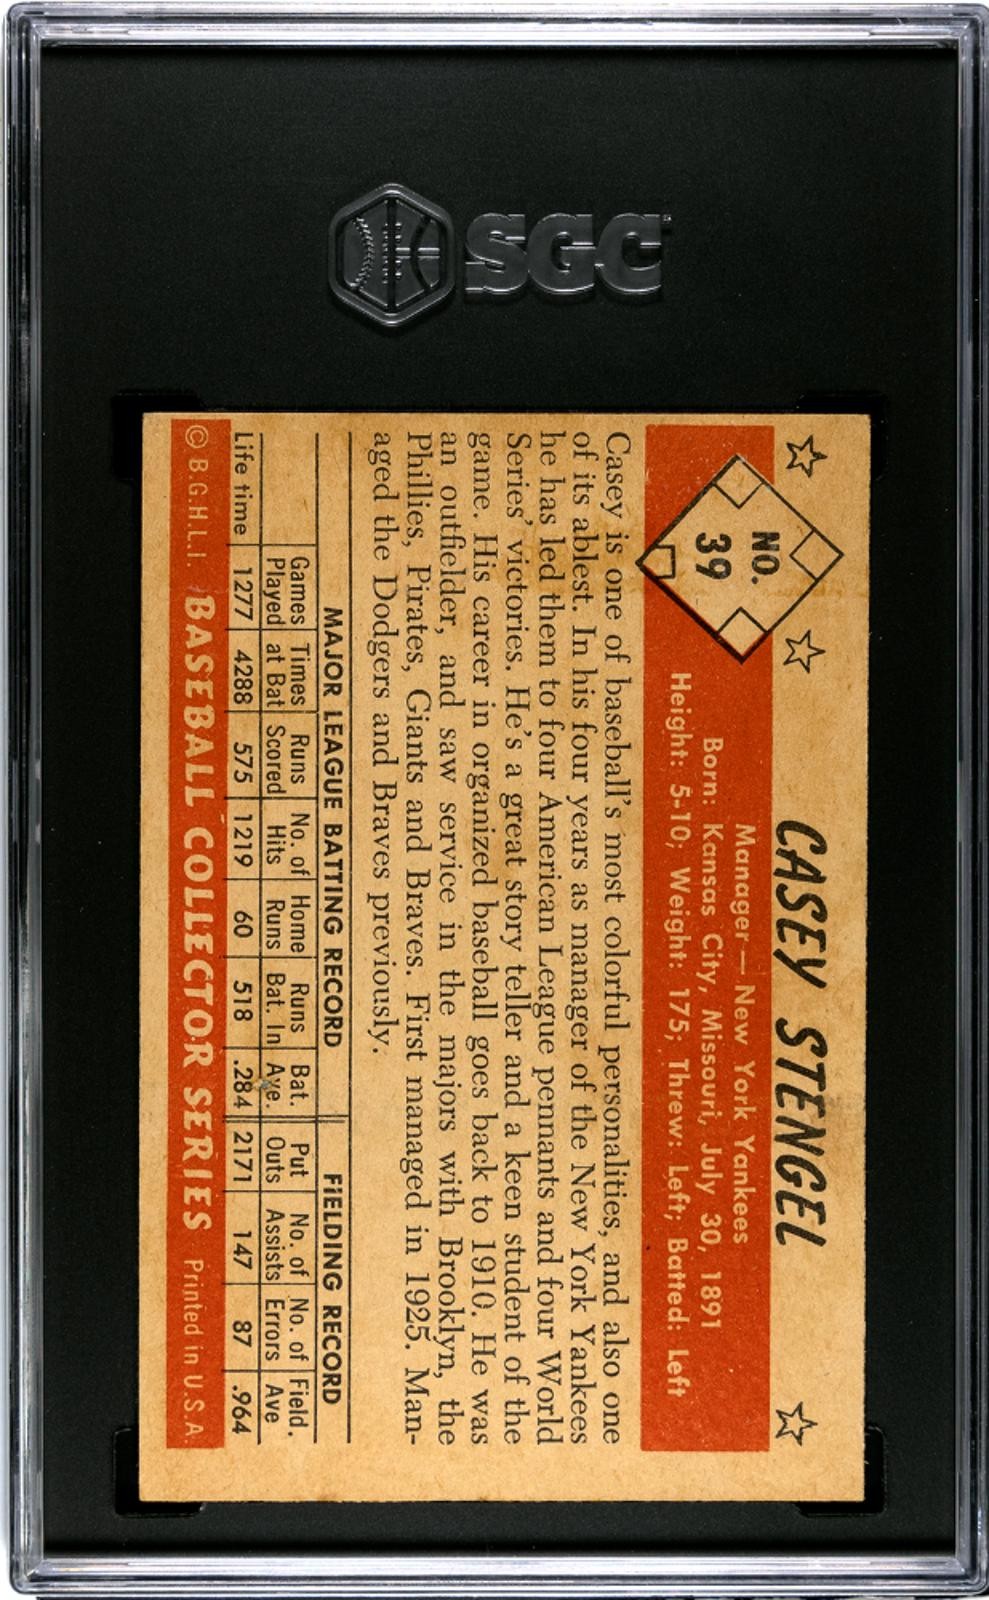 SGC
NO.
39
CASEY STENGEL
Manager—New York Yankees
Born: Kansas City, Missouri, July 30, 1891
Height: 5-10; Weight: 175; Threw: Left; Batted: Left
Casey is one of baseball's most colorful personalities, and also one
of its ablest. In his four years as manager of the New York Yankees
he has led them to four American League pennants and four World
Series' victories. He's a great story teller and a keen student of the
game. His career in organized baseball goes back to 1910. He was
an outfielder, and saw service in the majors with Brooklyn, the
Phillies, Pirates, Giants and Braves. First managed in 1925. Man-
aged the Dodgers and Braves previously.
MAJOR LEAGUE BATTING RECORD FIELDING RECORD
Games Times Runs No. of Home Runs Bat. Put No. of No. of Field.
Played at Bat Scored Hits Runs Bat. In Ave. Outs Assists Errors Ave
Life time 1277 4288 575 1219 60 518 .284 2171 147 87 .964
© B.G.H.L.I. BASEBALL COLLECTOR SERIES Printed in U.S.A.